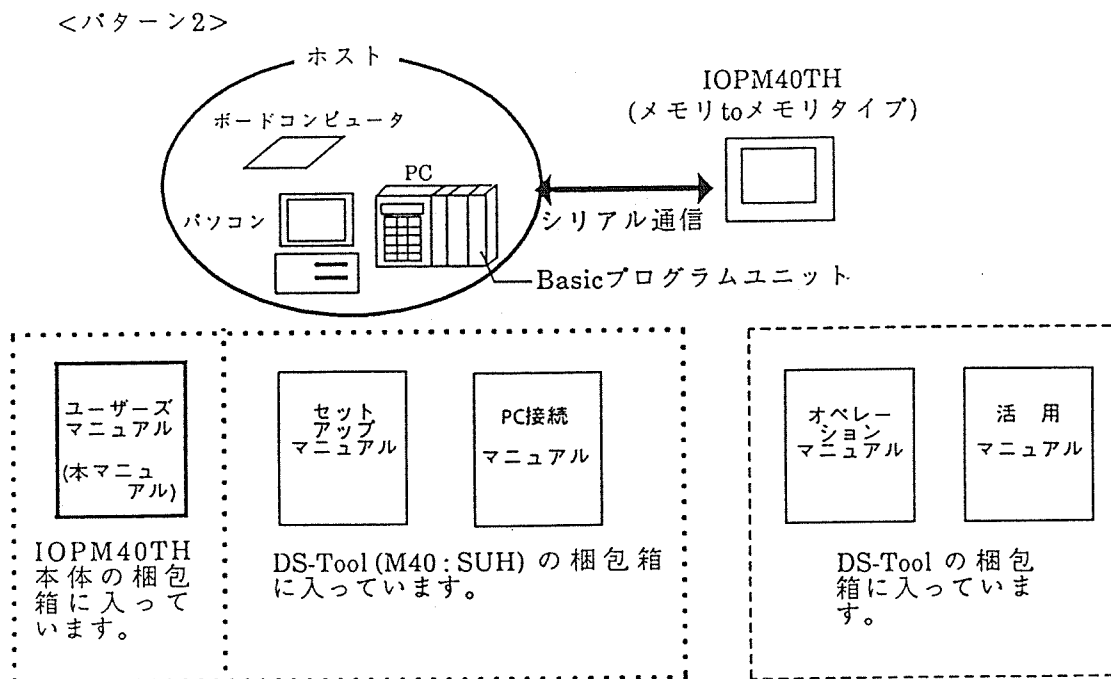 <パターン2>
ホスト
IOPM40TH
(メモリtoメモリタイプ)
ボードコンピュータ
PC
パソコン
シリアル通信
Basicプログラムユニット
ユーザーズ
マニュアル
(本マニュ
アル)
セット
アップ
マニュアル
PC接続
マニュアル
オペレー
ション
マニュアル
活 用
マニュアル
IOPM40TH
本体の梱包
箱に入って
います。
DS-Tool (M40 : SUH) の梱包箱
に入っています。
DS-Tool の梱包
箱に入っていま
す。